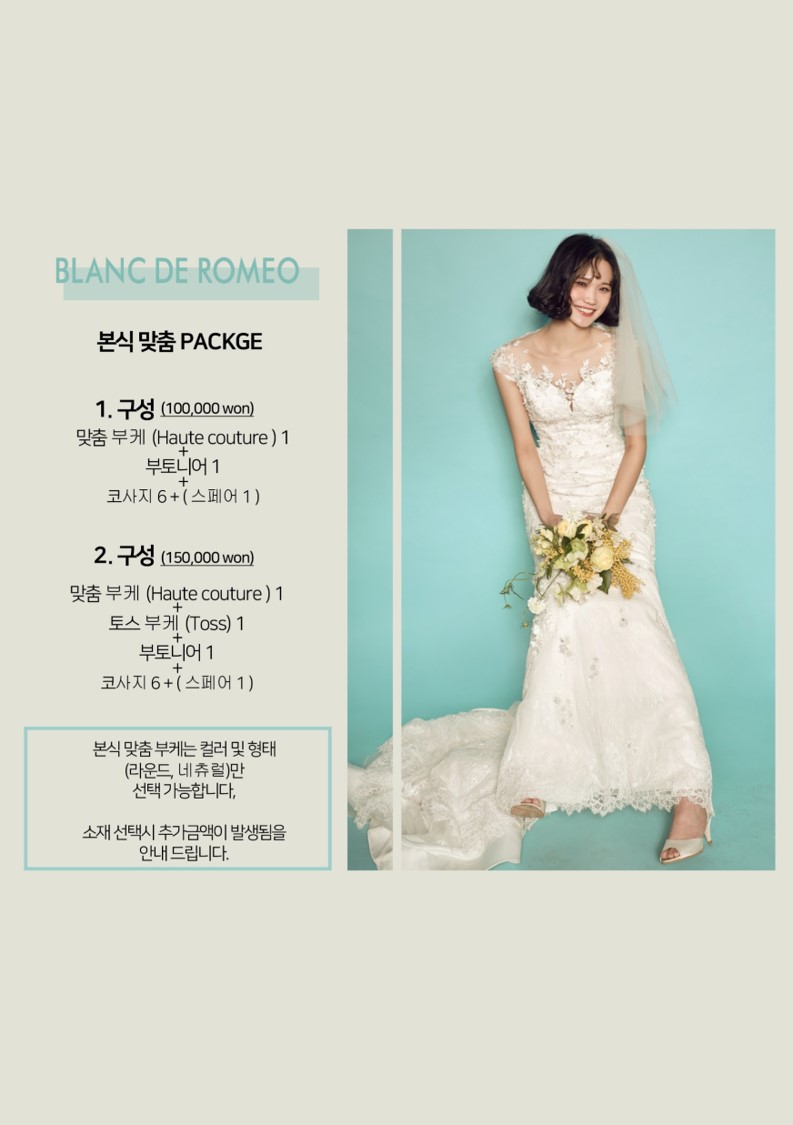 BLANC DE ROMEO
본식 맞춤 PACKGE
1. 구성 (100,000 won)
맞춤 부케 (Haute couture ) 1
+
부토니어 1
+
코사지 6 + ( 스페어 1 )
2. 구성 (150,000 won)
맞춤 부케 (Haute couture ) 1
+
토스 부케 (Toss) 1
+
부토니어 1
+
코사지 6 + ( 스페어 1 )
본식 맞춤 부케는 컬러 및 형태
(라운드, 네츄럴)만
선택 가능합니다,
소재 선택시 추가금액이 발생됨을
안내 드립니다.